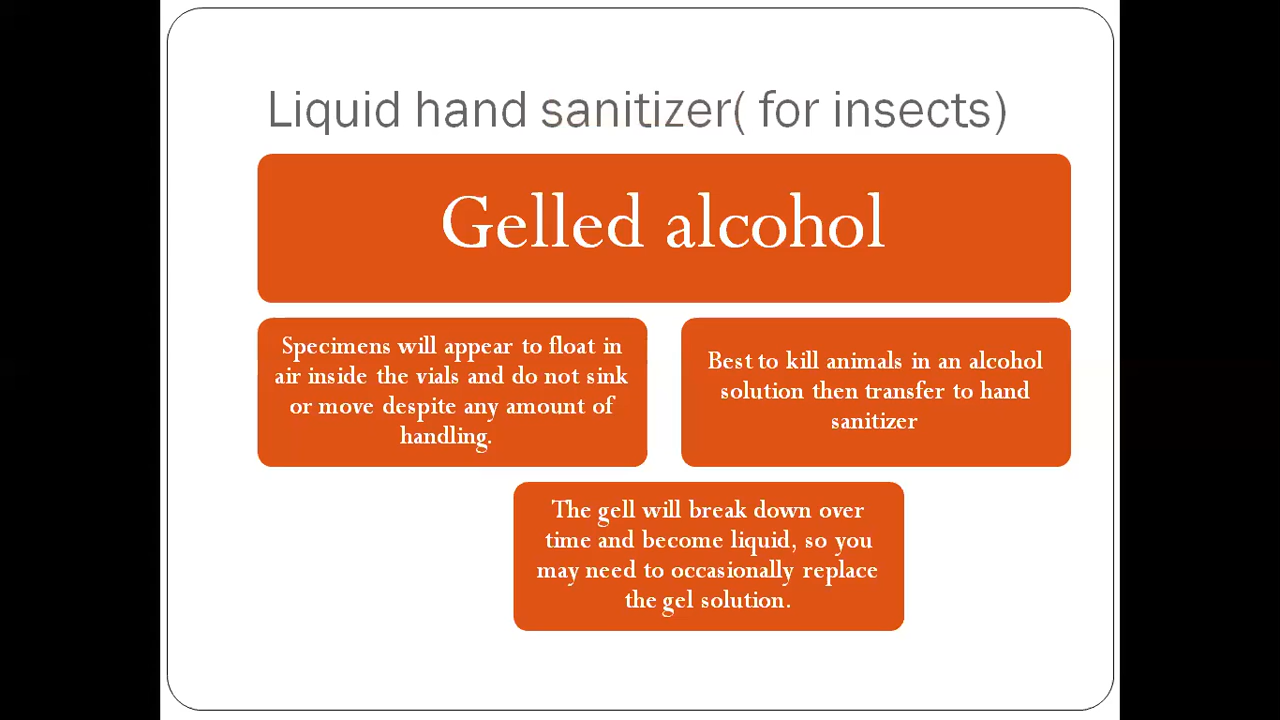 Liquid hand sanitizer( for insects)
Gelled alcohol
Specimens will appear to float in
air inside the vials and do not sink
or move despite any amount of
handling.
Best to kill animals in an alcohol
solution then transfer to hand
sanitizer
The gell will break down over
time and become liquid, so you
may need to occasionally replace
the gel solution.